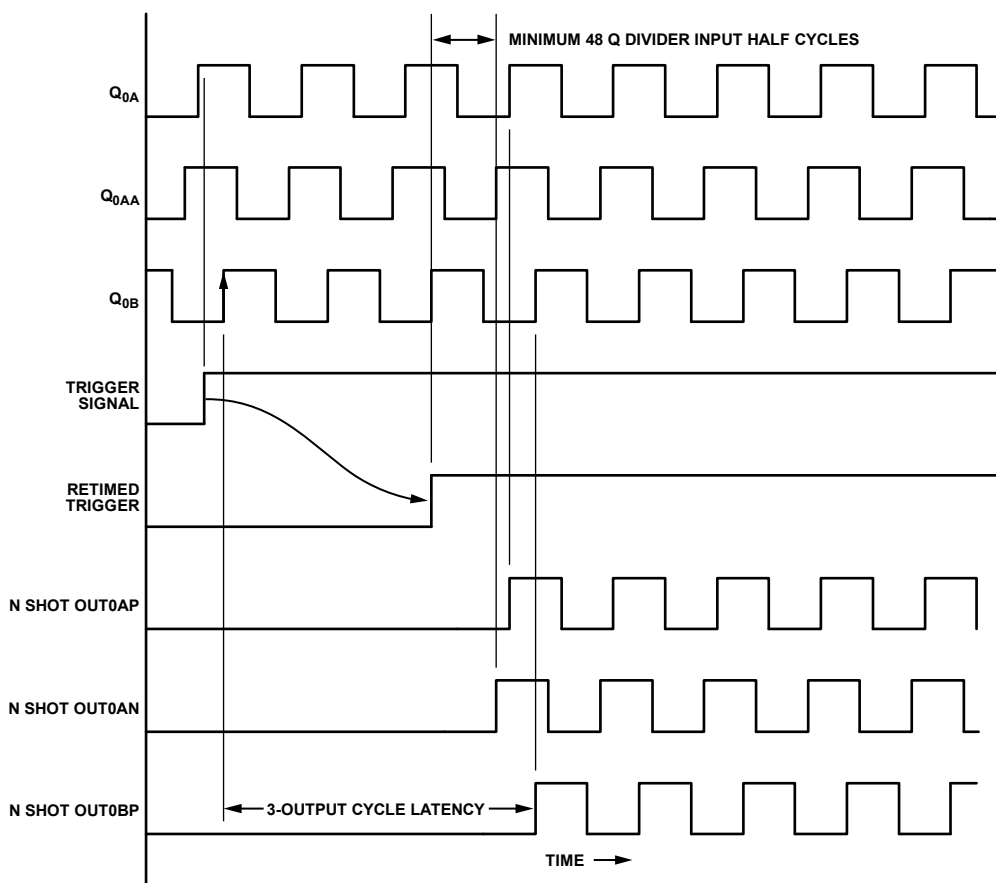 MINIMUM 48 Q DIVIDER INPUT HALF CYCLES
Q0A
Q0AA
Q0B
TRIGGER
SIGNAL
RETIMED
TRIGGER
N SHOT OUT0AP
N SHOT OUT0AN
N SHOT OUT0BP
3-OUTPUT CYCLE LATENCY
TIME